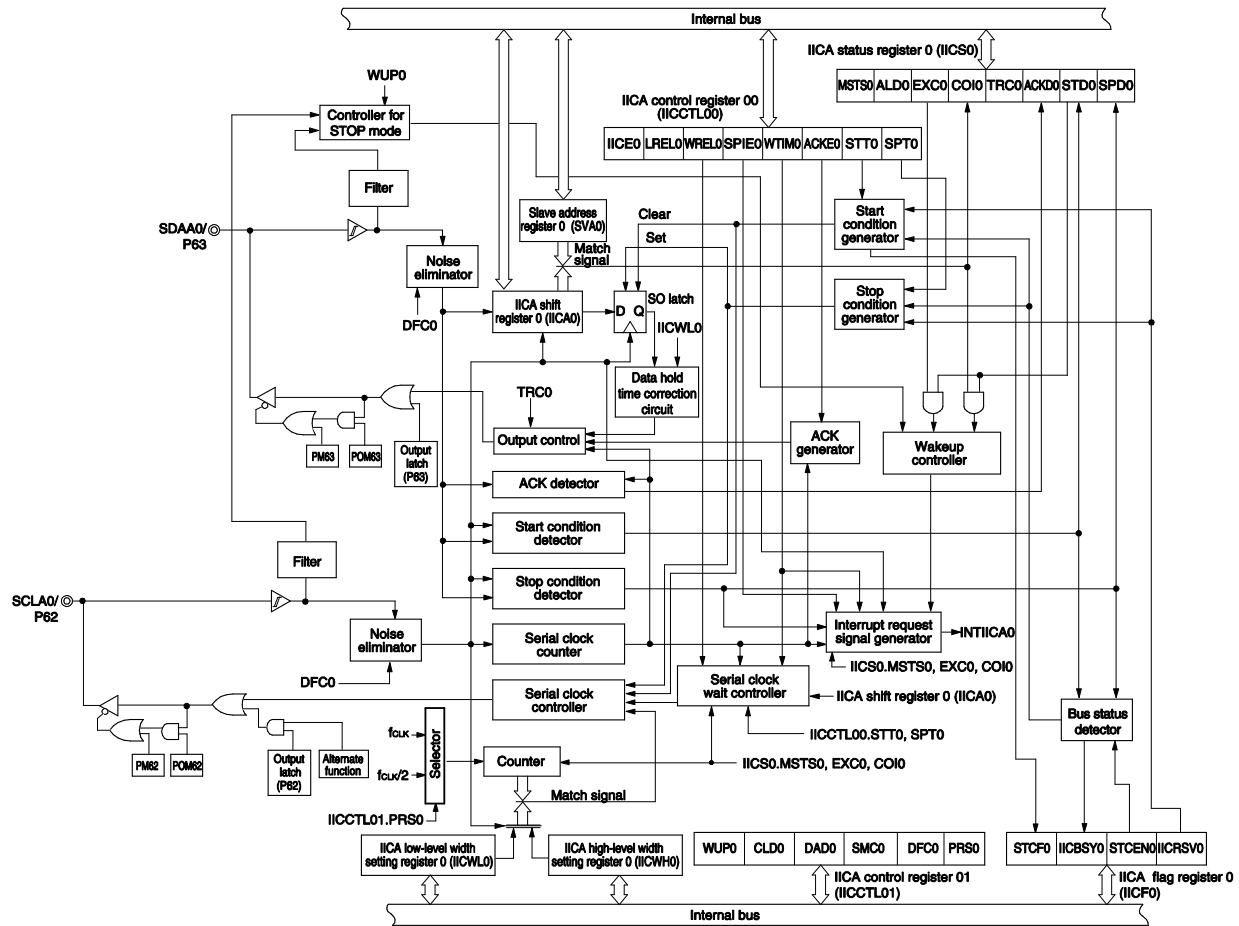 Internal bus
IICA status register 0 (IICS0)
WUP0
MSTS0 ALD0 EXC0 COI0 TRC0 ACKD0 STD0 SPD0
IICA control register 00
(IICCTL00)
Controller for
STOP mode
IICE0 LREL0 WREL0 SPIE0 WTIM0 ACKE0 STT0 SPT0
Filter
Slave address
register 0 (SVA0)
Clear
Start
condition
generator
SDAA0/
P63
Set
Match
signal
Noise
eliminator
Stop
condition
generator
IICA shift
register 0 (IICA0)
SO latch
D Q
DFC0
IICWL0
Data hold
time correction
circuit
TRC0
Output control
ACK
generator
Wakeup
controller
PM63
POM63
Output
latch
(P63)
ACK detector
Start condition
detector
Filter
Stop condition
detector
SCLA0/
P62
Noise
eliminator
Serial clock
counter
Interrupt request
signal generator
INTIICA0
IICS0.MSTS0, EXC0, COI0
DFC0
Serial clock
controller
Serial clock
wait controller
IICA shift register 0 (IICA0)
Bus status
detector
IICCTL00.STT0, SPT0
PM62
POM62
Output
latch
(P62)
Alternate
function
fCLK
fCLK/2
Selector
Counter
IICS0.MSTS0, EXC0, COI0
Match signal
IICCTL01.PRS0
IICA low-level width
setting register 0 (IICWL0)
IICA high-level width
setting register 0 (IICWH0)
WUP0 CLD0 DAD0 SMC0 DFC0 PRS0
STCF0 IICBSY0 STCEN0 IICRSV0
IICA control register 01
(IICCTL01)
IICA flag register 0
(IICF0)
Internal bus